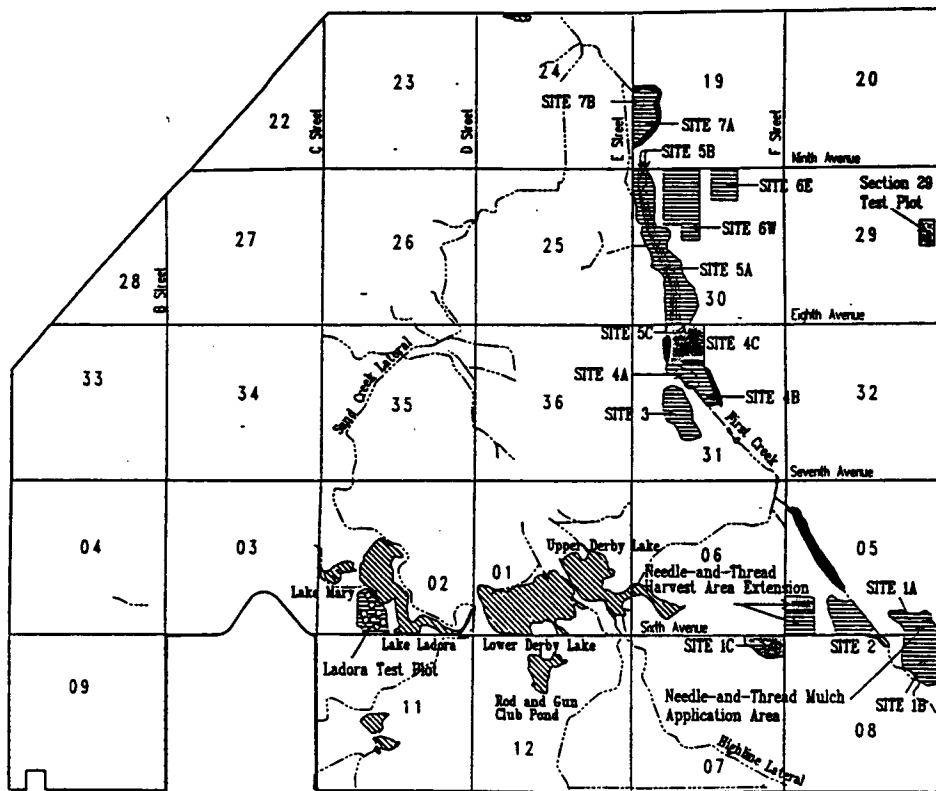 23
24
19
20
SITE 7B
22
C Street
D Street
E Street
SITE 7A
F Street
SITE 5B
Ninth Avenue
SITE 6E
Section 29
Test Plot
27
26
25
SITE 6W
29
28
B Street
SITE 5A
30
Eighth Avenue
SITE 5C
SITE 4C
33
34
Sand Creek Lateral
35
36
SITE 4A
SITE 4B
32
SITE 3
First Creek
31
Seventh Avenue
04
03
02
01
Upper Derby Lake
06
05
Needle-and-Thread
Harvest Area Extension
SITE 1A
Lake Mary
Sixth Avenue
Lake Ladora
Lower Derby Lake
SITE 1C
SITE 2
Ladora Test Plot
09
11
Rod and Gun
Club Pond
Needle-and-Thread Mulch
Application Area
SITE 1B
12
08
Highline Lateral
07